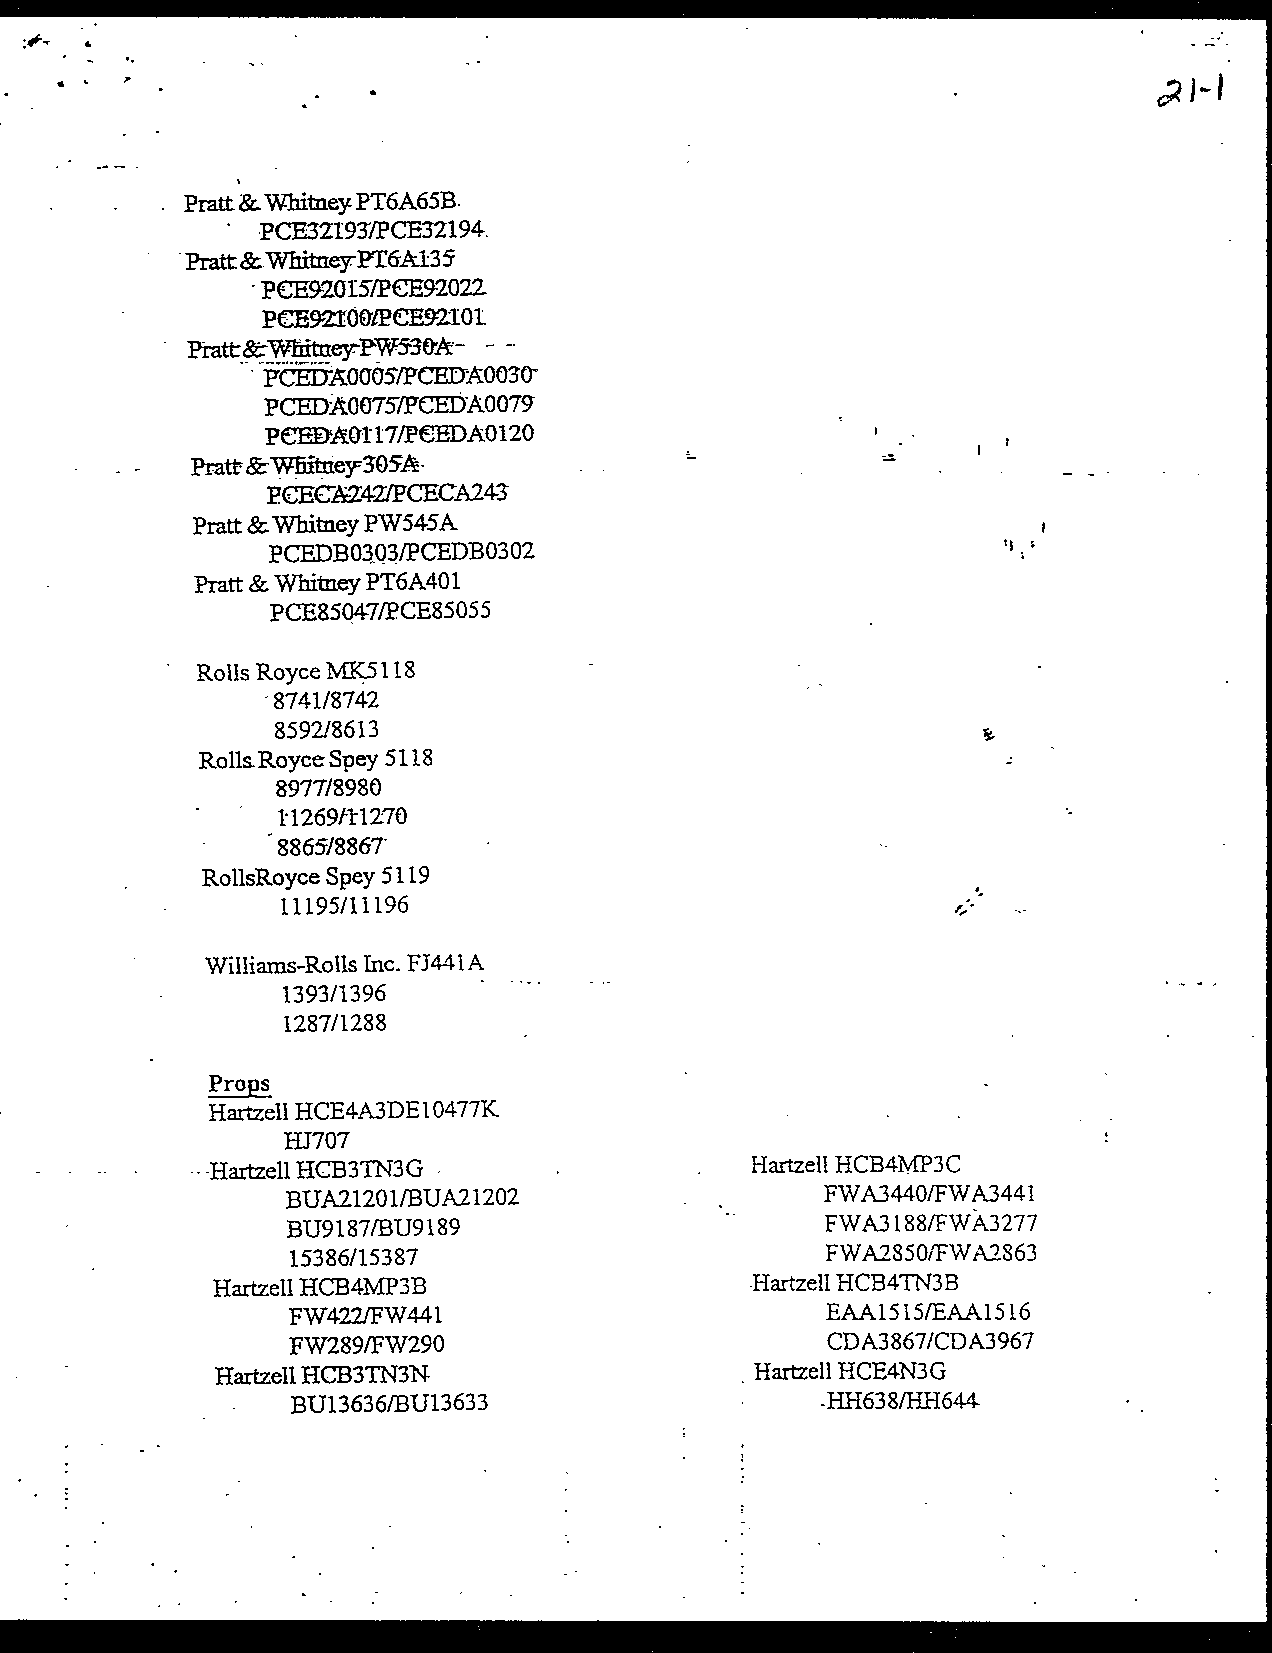 21-1
Pratt & Whitney PT6A65B
PCE32193/PCE32194
Pratt & Whitney PT6A135
PCE92015/PCE92022
PCE92100/PCE92101
Pratt & Whitney PW530A
PCEDA0005/PCEDA0030
PCEDA0075/PCEDA0079
PCEDA0117/PCEDA0120
Pratt & Whitney 305A
PCECA242/PCECA243
Pratt & Whitney PW545A
PCEDB0303/PCEDB0302
Pratt & Whitney PT6A401
PCE85047/PCE85055
Rolls Royce MK5118
8741/8742
8592/8613
Rolls Royce Spey 5118
8977/8980
11269/11270
8865/8867
RollsRoyce Spey 5119
11195/11196
Williams-Rolls Inc. FJ441A
1393/1396
1287/1288
Props
Hartzell HCE4A3DE10477K
HJ707
Hartzell HCB3TN3G
BUA21201/BUA21202
BU9187/BU9189
15386/15387
Hartzell HCB4MP3B
FW422/FW441
FW289/FW290
Hartzell HCB3TN3N
BU13636/BU13633
Hartzell HCB4MP3C
FWA3440/FWA3441
FWA3188/FWA3277
FWA2850/FWA2863
Hartzell HCB4TN3B
EAA1515/EAA1516
CDA3867/CDA3967
Hartzell HCE4N3G
HH638/HH644